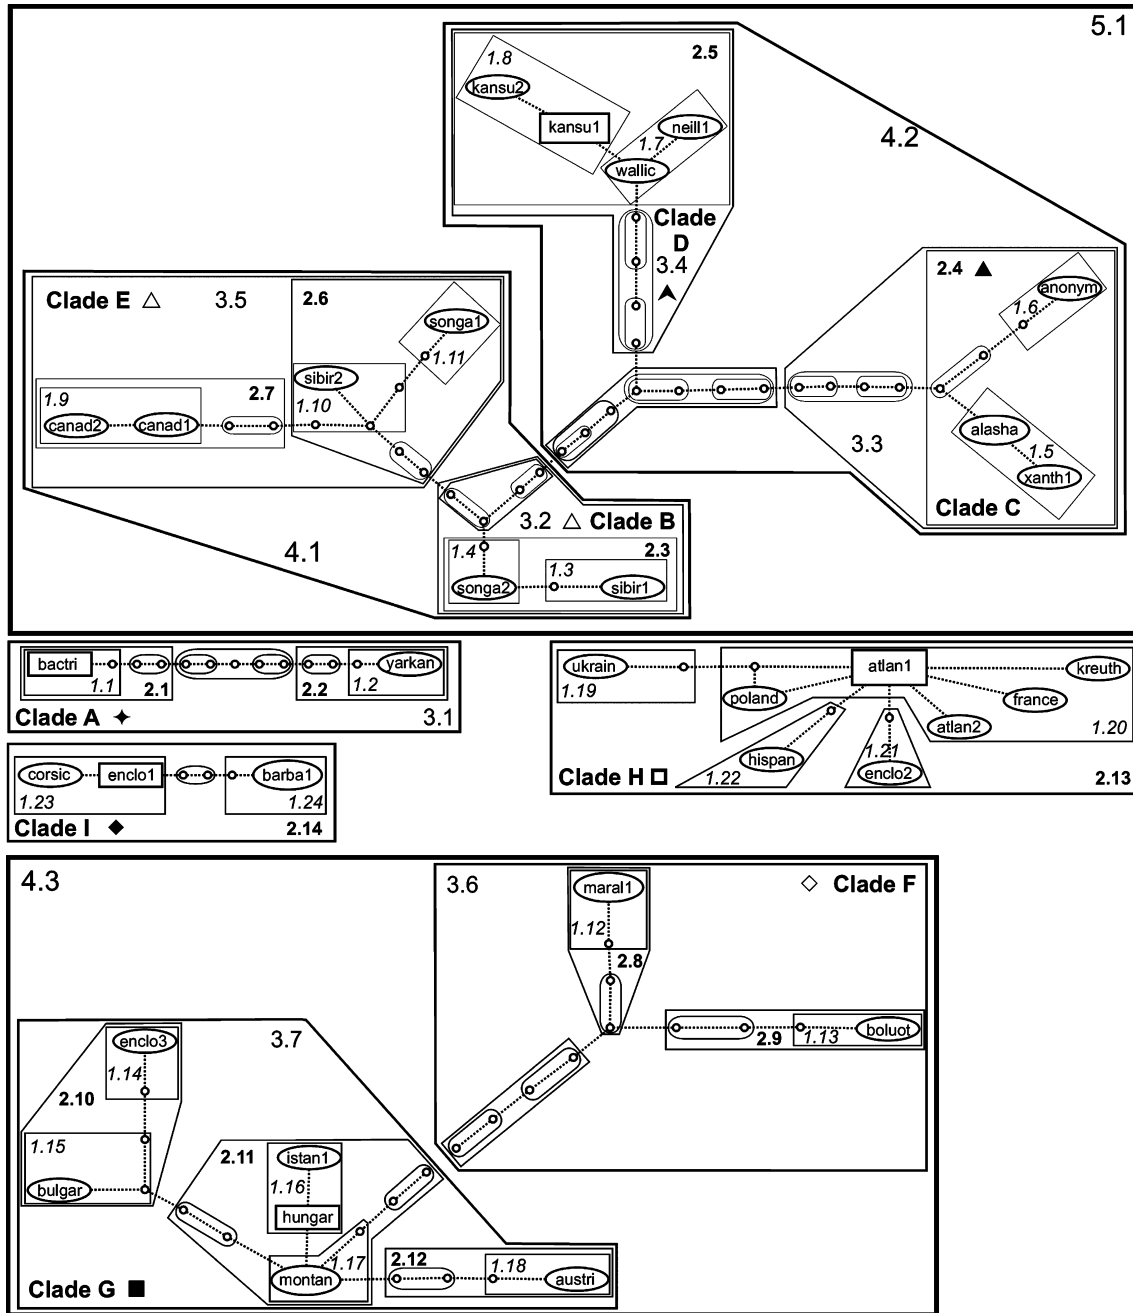 5.1
2.5
1.8
kansu2
kansu1
neill1
1.7
wallic
4.2
Clade
D
3.4
2.4
anonym
1.6
alasha
1.5
xanth1
3.3
Clade C
Clade E
3.5
2.6
songa1
1.11
sibir2
1.10
2.7
1.9
canad2
canad1
3.2
Clade B
4.1
1.4
2.3
1.3
songa2
sibir1
bactri
1.1
2.1
2.2
1.2
yarkan
Clade A
3.1
ukrain
1.19
poland
atlan1
kreuth
france
atlan2
1.20
hispan
1.22
1.21
enclo2
Clade H
2.13
corsic
enclo1
barba1
1.23
1.24
Clade I
2.14
4.3
3.6
maral1
Clade F
1.12
2.8
2.9
1.13
boluot
3.7
enclo3
1.14
2.10
1.15
bulgar
2.11
istan1
1.16
hungar
1.17
montan
2.12
1.18
austri
Clade G